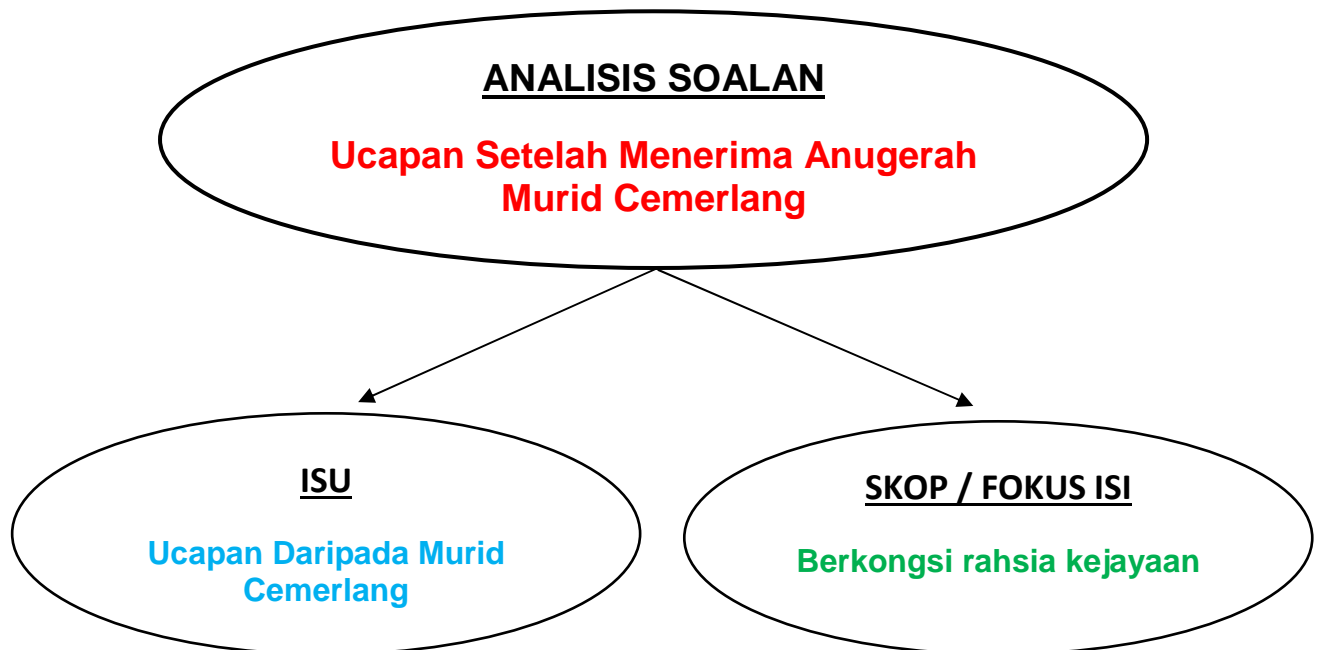 ANALISIS SOALAN
Ucapan Setelah Menerima Anugerah
Murid Cemerlang
ISU
Ucapan Daripada Murid
Cemerlang
SKOP / FOKUS ISI
Berkongsi rahsia kejayaan